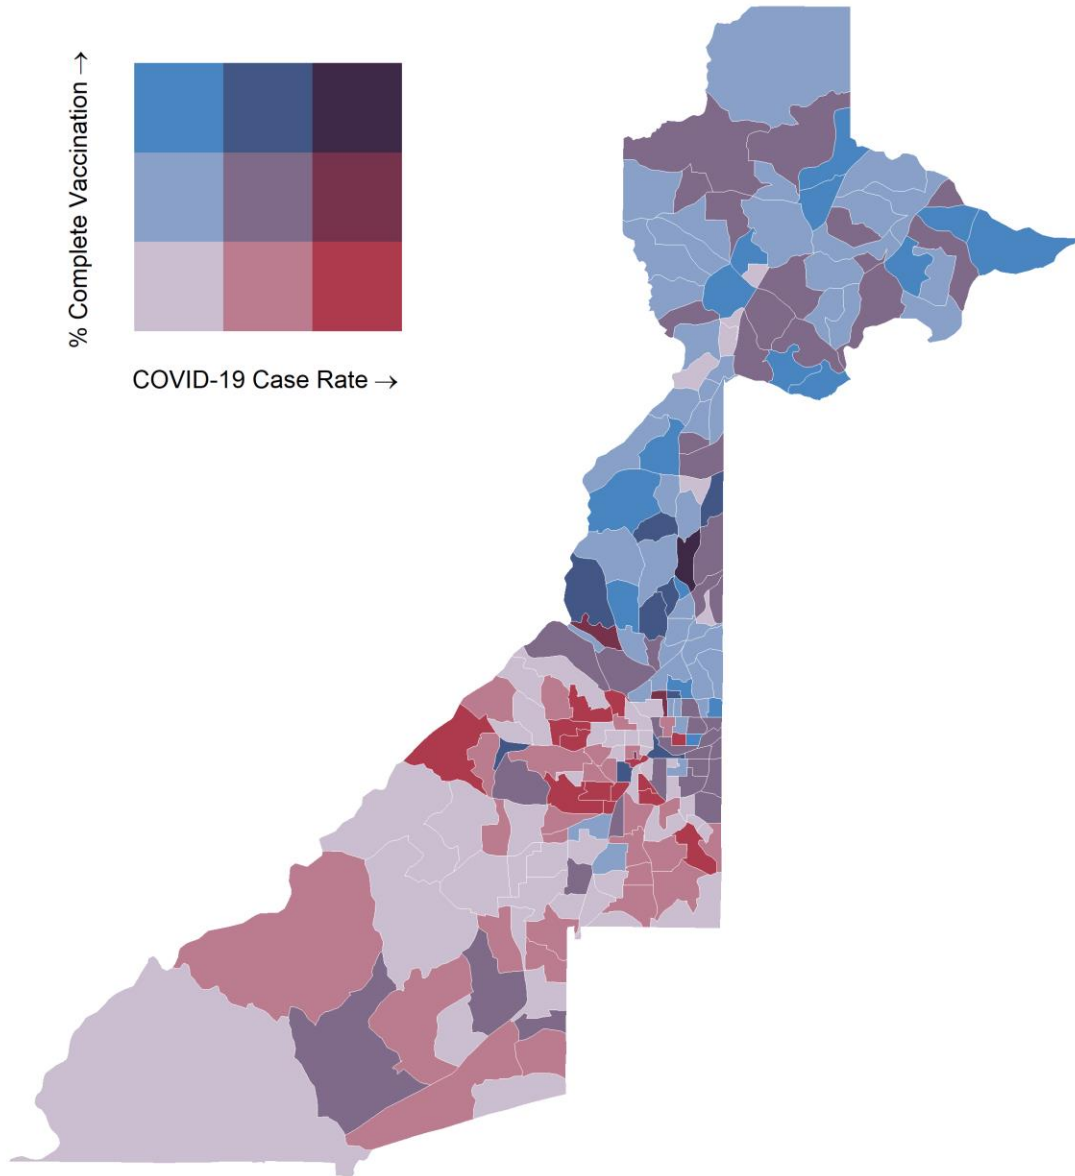 % Complete Vaccination →
COVID-19 Case Rate →